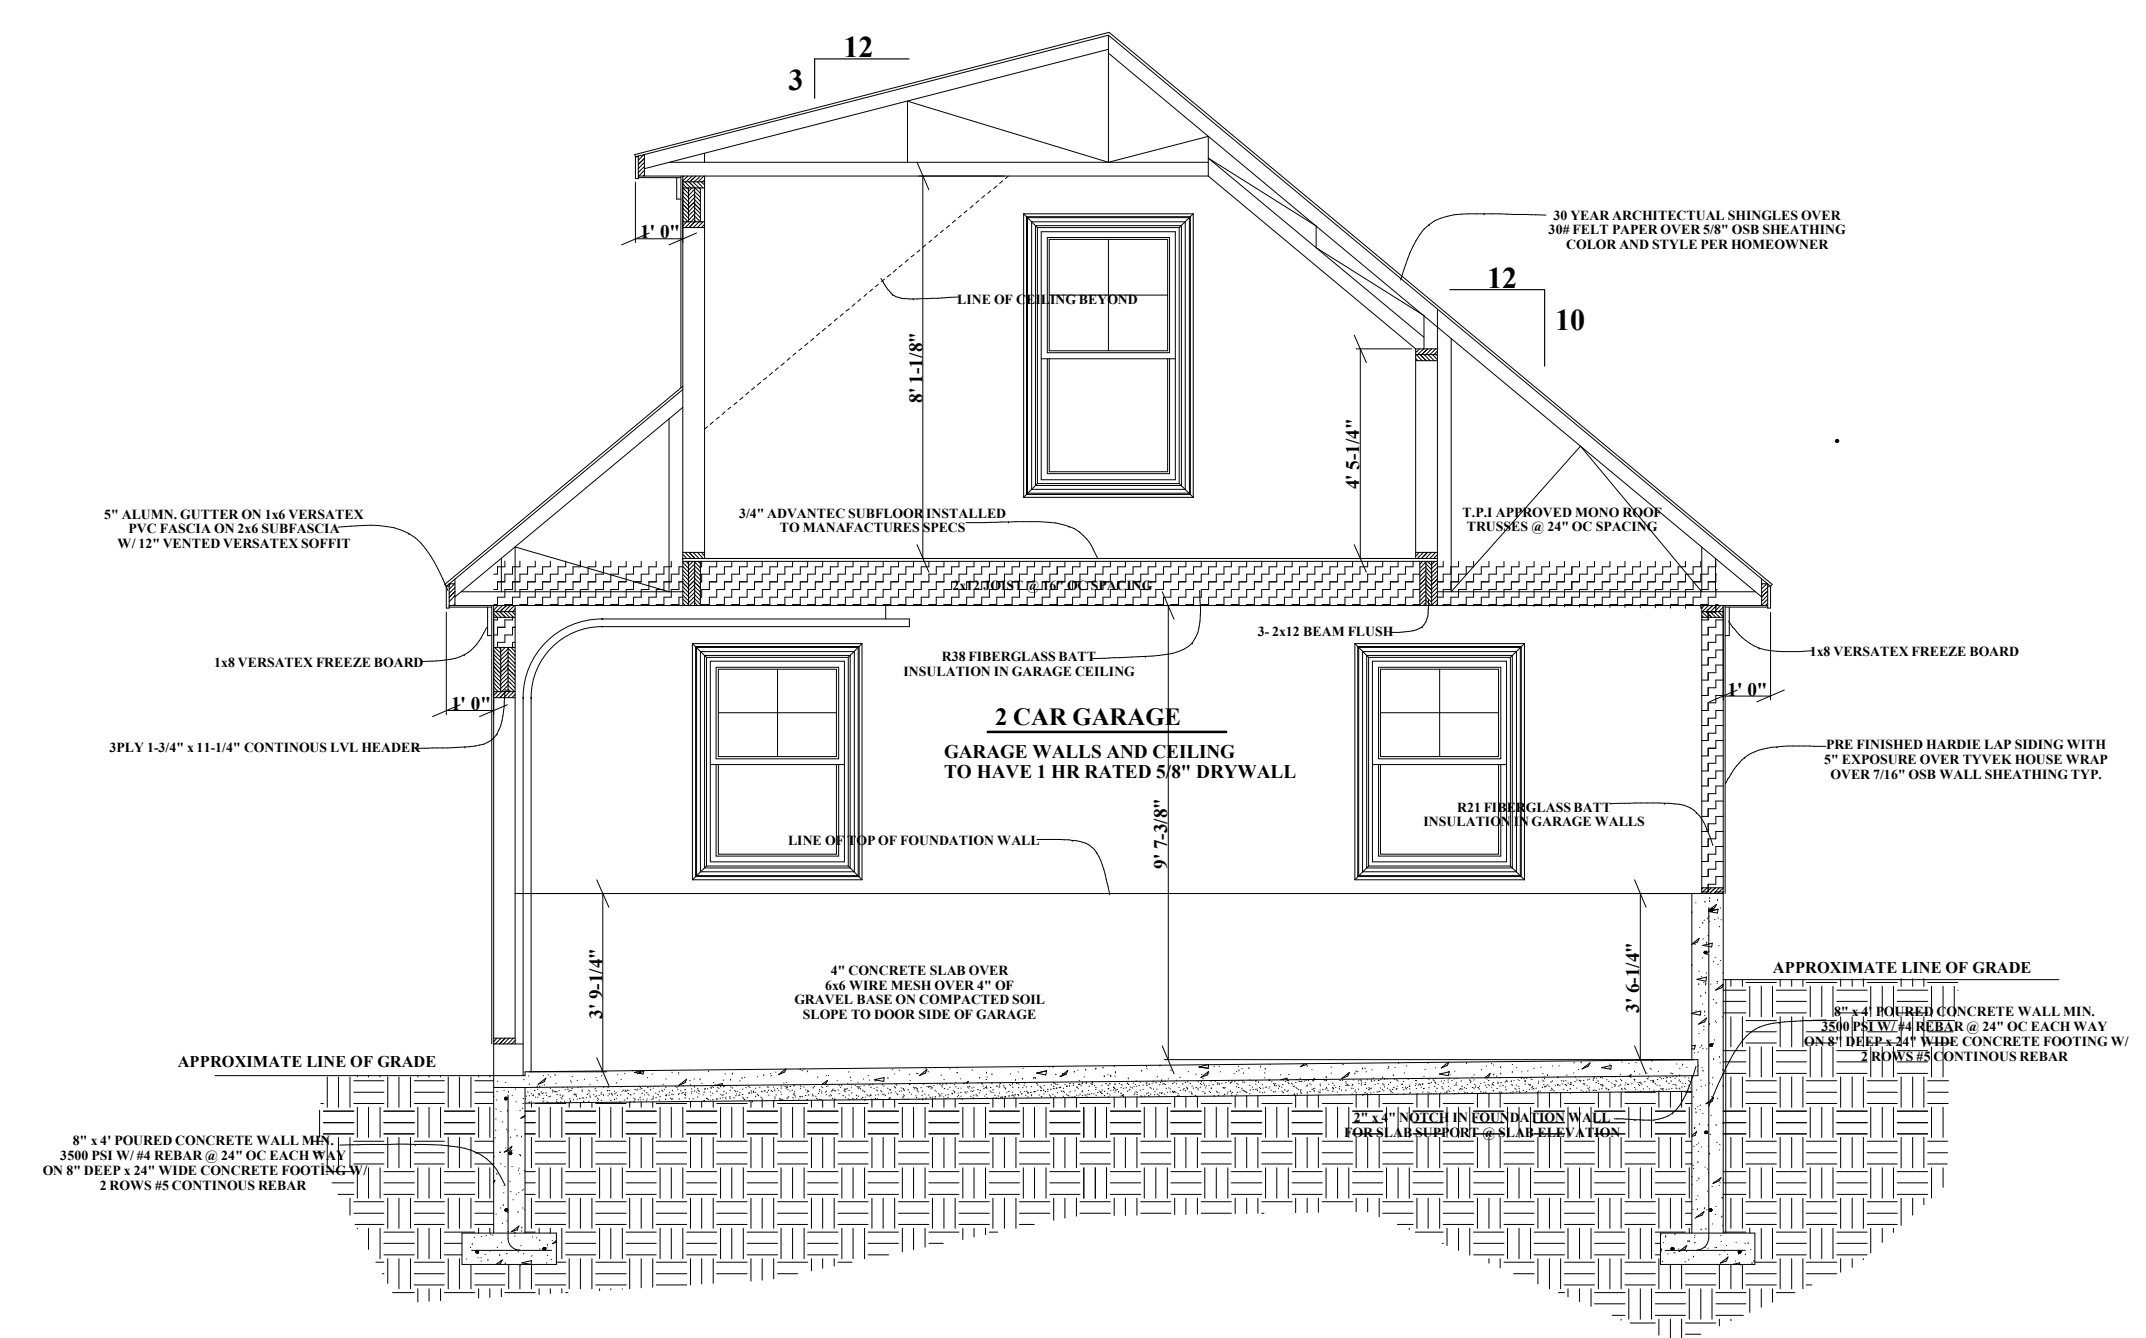 12
3
30 YEAR ARCHITECTUAL SHINGLES OVER
30# FELT PAPER OVER 5/8" OSB SHEATHING
COLOR AND STYLE PER HOMEOWNER
1' 0"
12
10
LINE OF CEILING BEYOND
8' 1-1/8"
4' 5-1/4"
5" ALUMN. GUTTER ON 1x6 VERSATEX
PVC FASCIA ON 2x6 SUBFASCIA
W/ 12" VENTED VERSATEX SOFFIT
3/4" ADVANTEC SUBFLOOR INSTALLED
TO MANAFACTURES SPECS
T.P.I APPROVED MONO ROOF
TRUSSES @ 24" OC SPACING
2x12 JOIST @ 16" OC SPACING
3- 2x12 BEAM FLUSH
1x8 VERSATEX FREEZE BOARD
R38 FIBERGLASS BATT
INSULATION IN GARAGE CEILING
1x8 VERSATEX FREEZE BOARD
1' 0"
1' 0"
2 CAR GARAGE
GARAGE WALLS AND CEILING
TO HAVE 1 HR RATED 5/8" DRYWALL
3PLY 1-3/4" x 11-1/4" CONTINOUS LVL HEADER
PRE FINISHED HARDIE LAP SIDING WITH
5" EXPOSURE OVER TYVEK HOUSE WRAP
OVER 7/16" OSB WALL SHEATHING TYP.
R21 FIBERGLASS BATT
INSULATION IN GARAGE WALLS
9' 7-3/8"
LINE OF TOP OF FOUNDATION WALL
3' 9-1/4"
4" CONCRETE SLAB OVER
6x6 WIRE MESH OVER 4" OF
GRAVEL BASE ON COMPACTED SOIL
SLOPE TO DOOR SIDE OF GARAGE
3' 6-1/4"
APPROXIMATE LINE OF GRADE
8" x 4' POURED CONCRETE WALL MIN.
3500 PSI W/ #4 REBAR @ 24" OC EACH WAY
ON 8" DEEP x 24" WIDE CONCRETE FOOTING W/
2 ROWS #5 CONTINOUS REBAR
APPROXIMATE LINE OF GRADE
2" x 4" NOTCH IN FOUNDATION WALL
FOR SLAB SUPPORT @ SLAB ELEVATION
8" x 4' POURED CONCRETE WALL MIN.
3500 PSI W/ #4 REBAR @ 24" OC EACH WAY
ON 8" DEEP x 24" WIDE CONCRETE FOOTING W/
2 ROWS #5 CONTINOUS REBAR